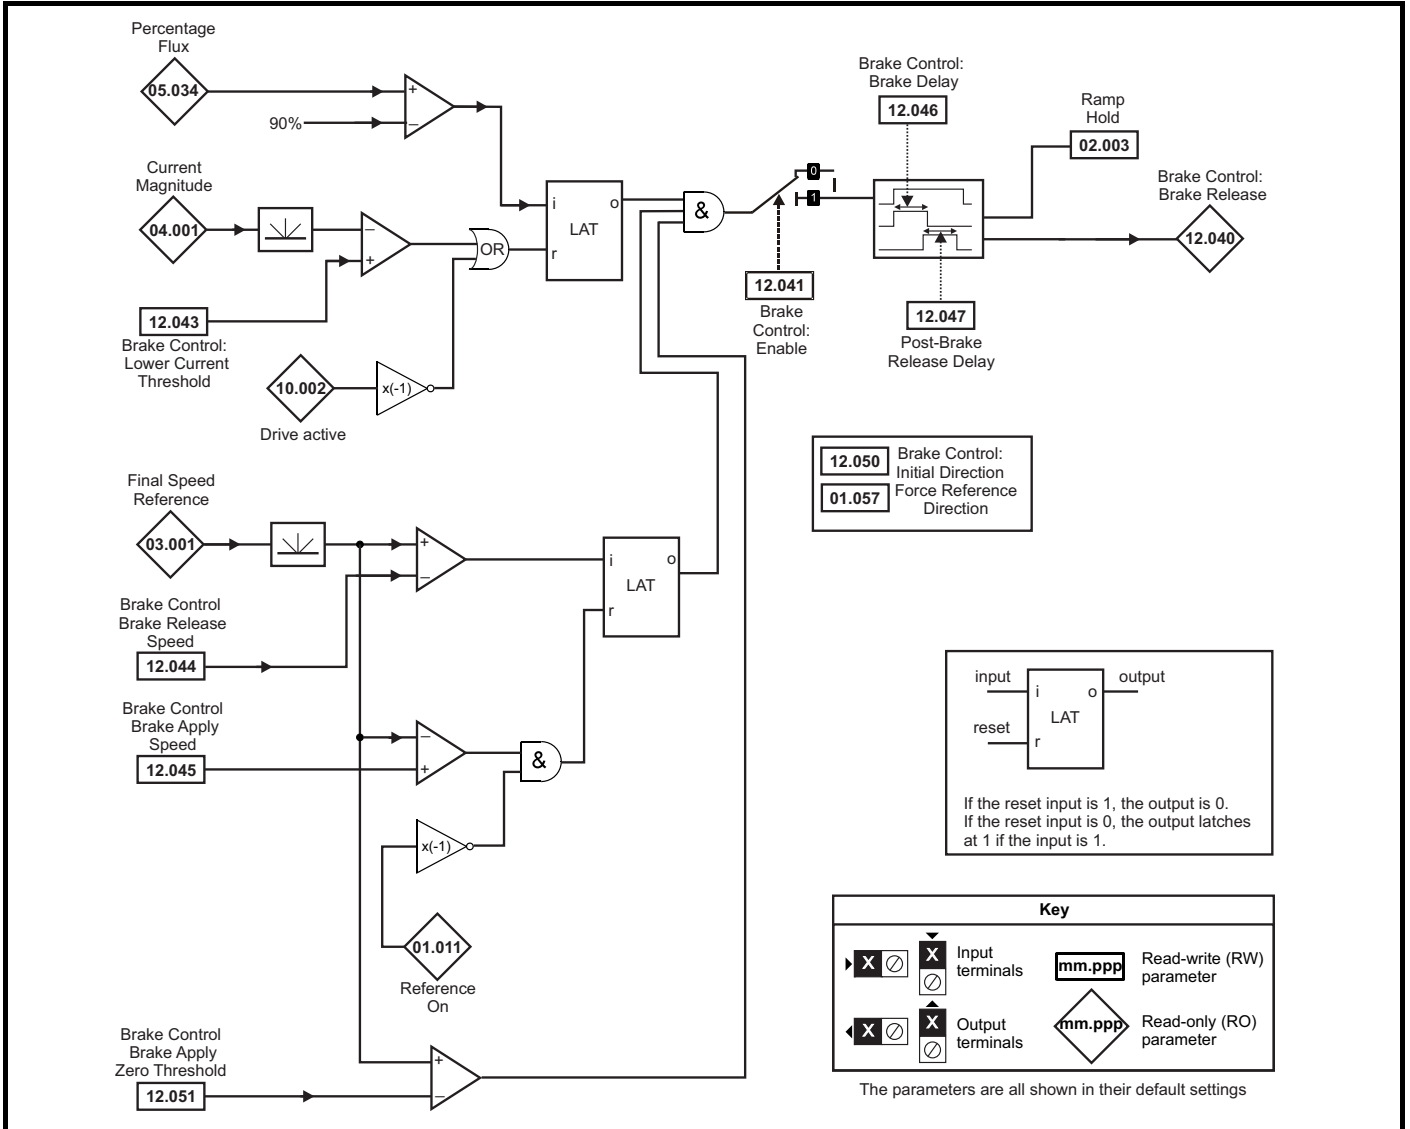 Percentage
Flux
05.034
+
90%
–
Current
Magnitude
04.001
–
+
12.043
Brake Control:
Lower Current
Threshold
OR
10.002
x(-1)
Drive active
i
o
LAT
r
&
0
1
12.041
Brake
Control:
Enable
Brake Control:
Brake Delay
12.046
12.047
Post-Brake
Release Delay
Ramp
Hold
02.003
Brake Control:
Brake Release
12.040
12.050
Brake Control:
Initial Direction
01.057
Force Reference
Direction
Final Speed
Reference
03.001
+
–
Brake Control
Brake Release
Speed
12.044
i
o
LAT
r
Brake Control
Brake Apply
Speed
12.045
–
+
&
x(-1)
01.011
Reference
On
Brake Control
Brake Apply
Zero Threshold
12.051
+
–
input
i
o
output
LAT
reset
r
If the reset input is 1, the output is 0.
If the reset input is 0, the output latches
at 1 if the input is 1.
Key
X
X
Input
terminals
mm.ppp
Read-write (RW)
parameter
X
X
Output
terminals
mm.ppp
Read-only (RO)
parameter
The parameters are all shown in their default settings